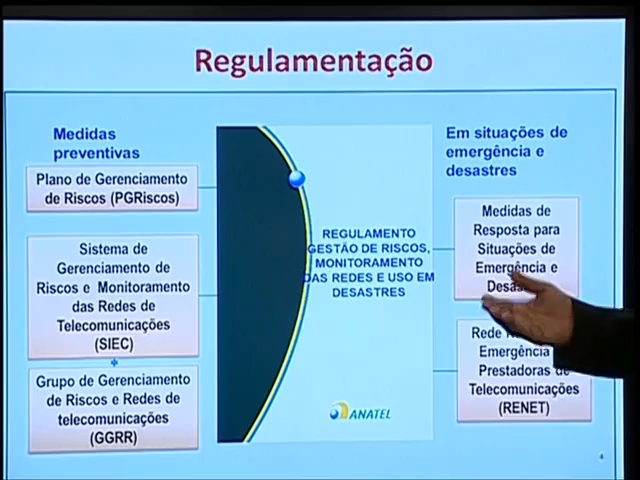 Regulamentação
Medidas
preventivas
Plano de Gerenciamento
de Riscos (PGRiscos)
Sistema de
Gerenciamento de
Riscos e Monitoramento
das Redes de
Telecomunicações
(SIEC)
+
Grupo de Gerenciamento
de Riscos e Redes de
telecomunicações
(GGRR)
REGULAMENTO
GESTÃO DE RISCOS,
MONITORAMENTO
DAS REDES E USO EM
DESASTRES
ANATEL
Em situações de
emergência e
desastres
Medidas de
Resposta para
Situações de
Emergência e
Rede
Emergência
Prestadoras de
Telecomunicações
(RENET)
4